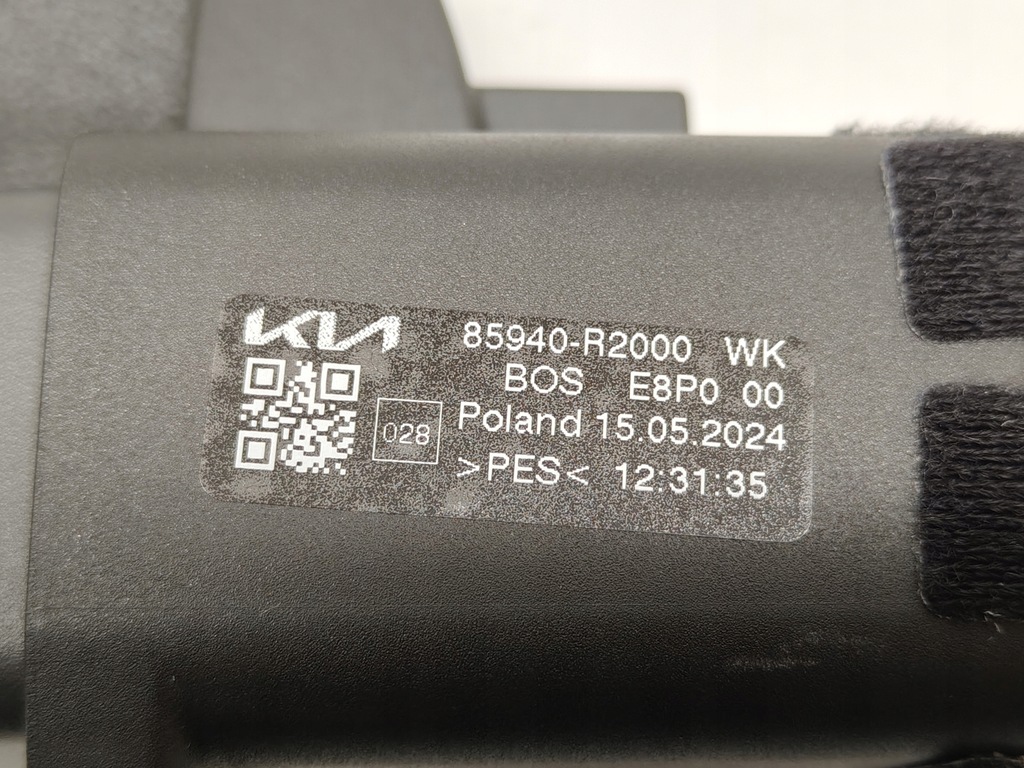 KIA 85940-R2000 WK
BOS E8P0 00
028 Poland 15.05.2024
>PES< 12:31:35